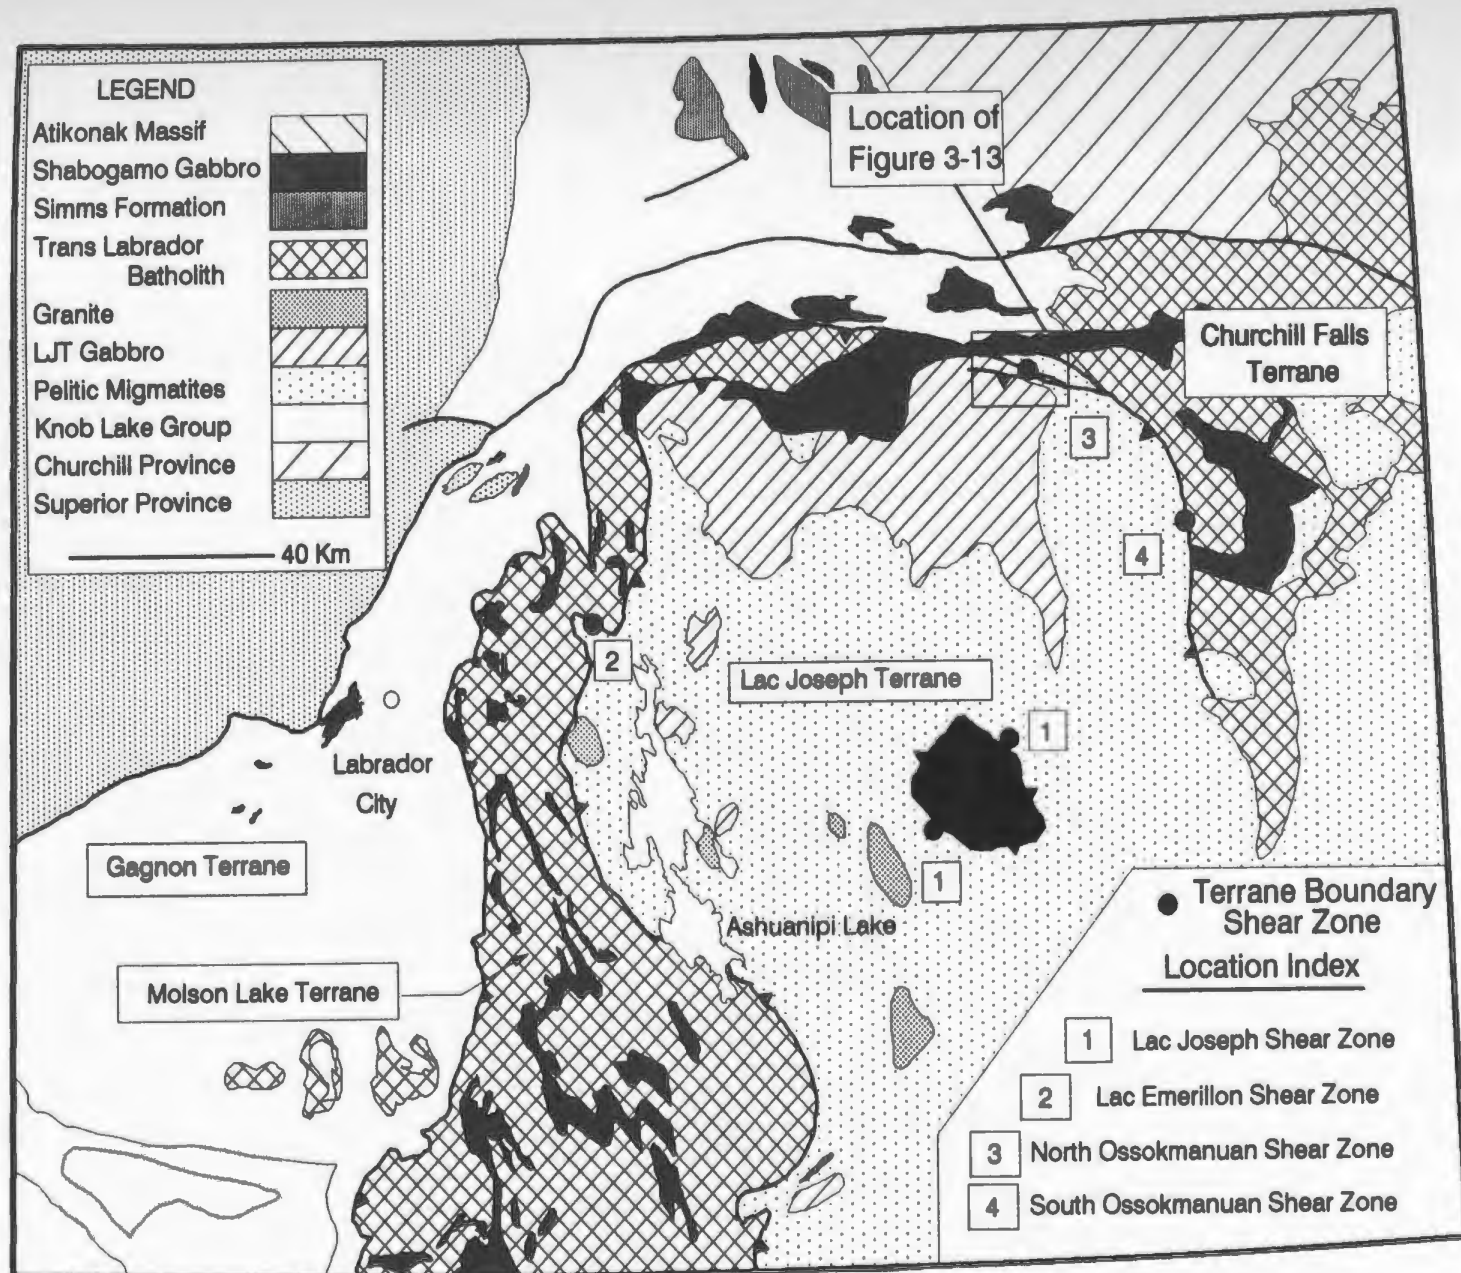 LEGEND
Atikonak Massif
Shabogamo Gabbro
Simms Formation
Trans Labrador
Batholith
Granite
LJT Gabbro
Pelitic Migmatites
Knob Lake Group
Churchill Province
Superior Province
40 Km
Location of
Figure 3-13
Churchill Falls
Terrane
3
4
2
Lac Joseph Terrane
1
Labrador
City
Gagnon Terrane
1
Ashuanipi Lake
Molson Lake Terrane
Terrane Boundary
Shear Zone
Location Index
1 Lac Joseph Shear Zone
2 Lac Emerillon Shear Zone
3 North Ossokmanuan Shear Zone
4 South Ossokmanuan Shear Zone